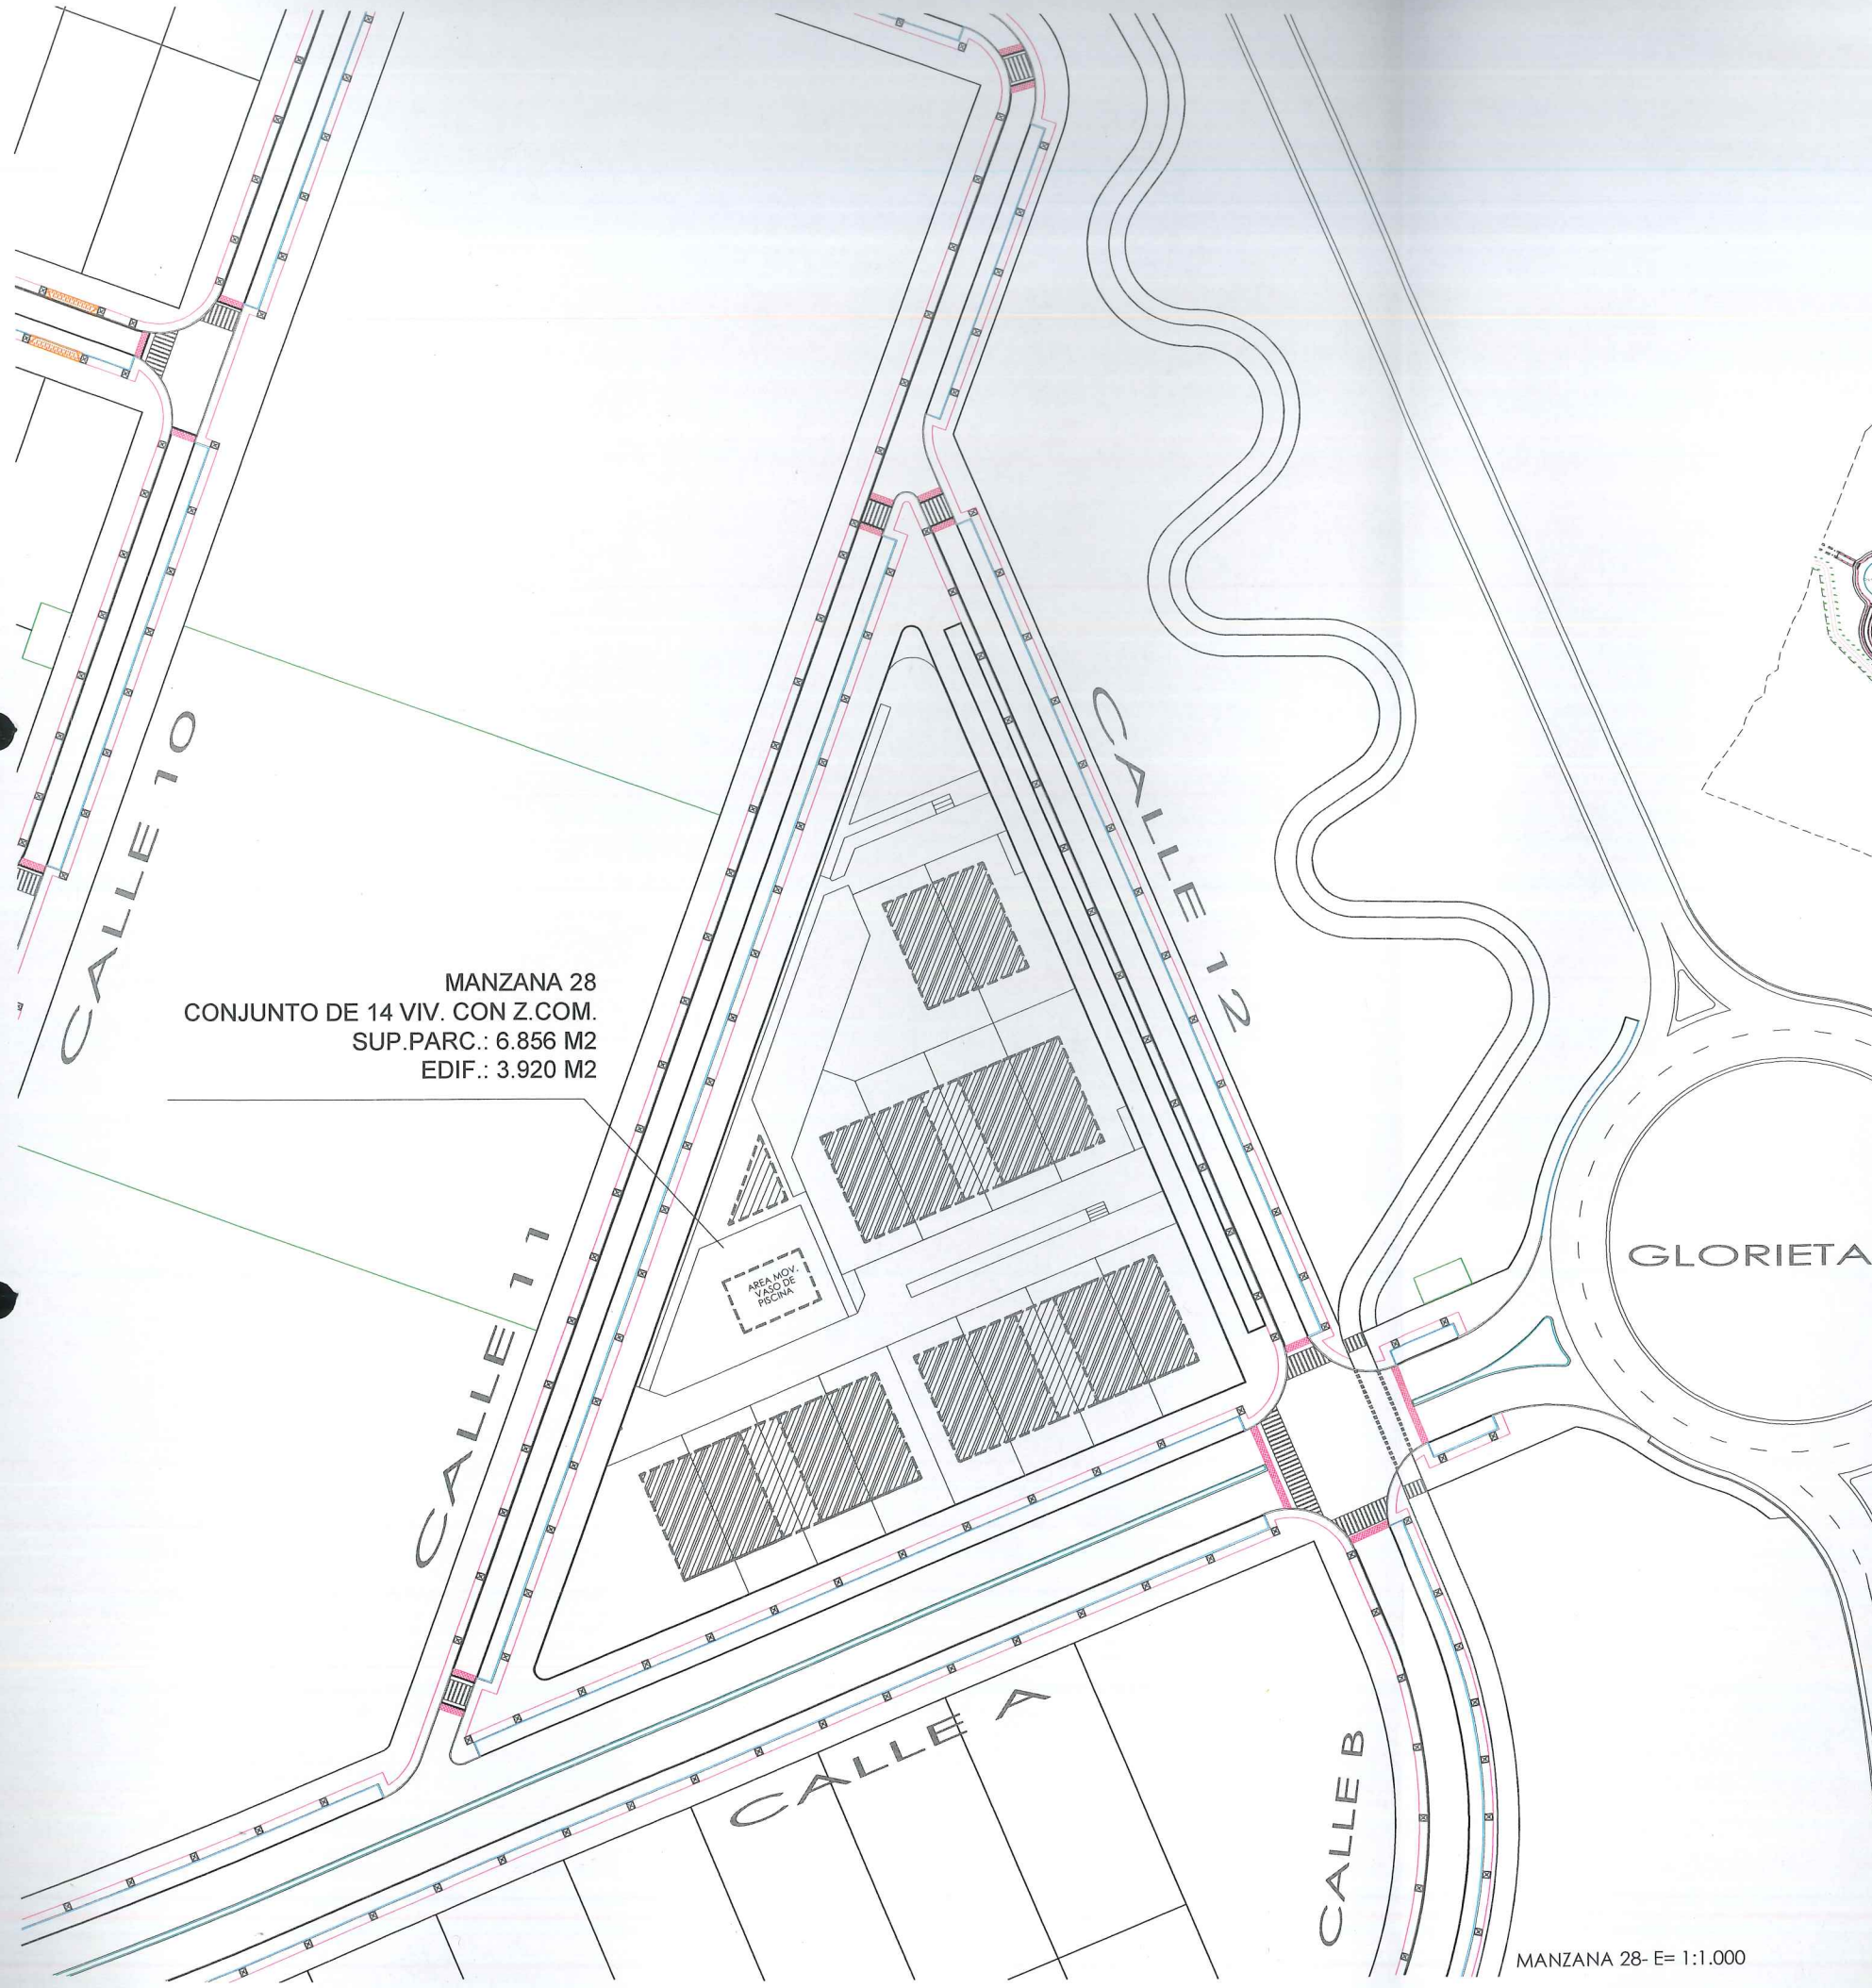 CALLE 10
CALLE 12
MANZANA 28
CONJUNTO DE 14 VIV. CON Z.COM.
SUP.PARC.: 6.856 M2
EDIF.: 3.920 M2
GLORIETA
AREA MOV.
VASO DE
PISCINA
CALLE 11
CALLE A
CALLE B
MANZANA 28- E= 1:1.000